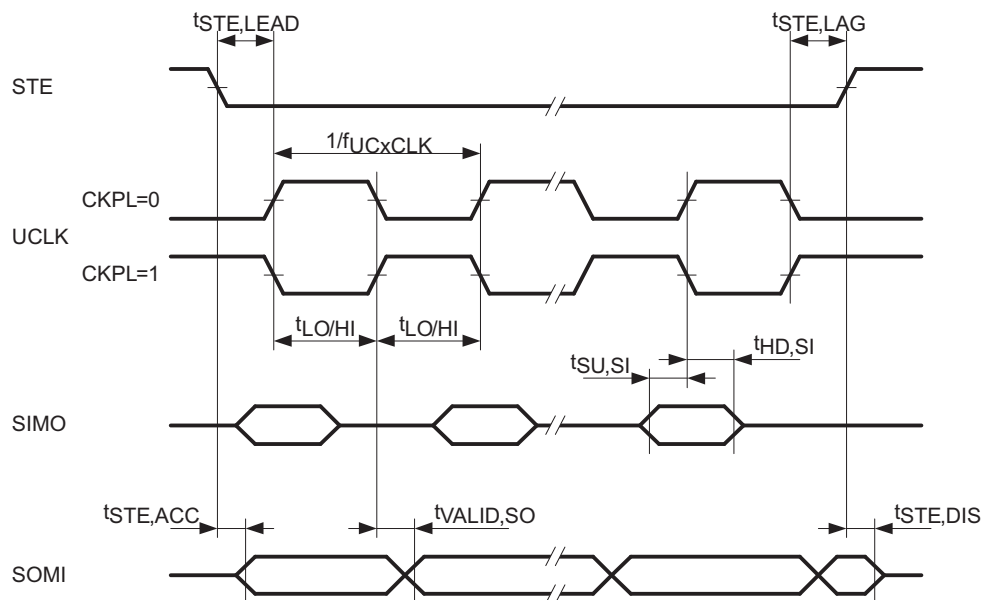 tSTE,LEAD
tSTE,LAG
STE
1/fUCxCLK
CKPL=0
UCLK
CKPL=1
tLO/HI tLO/HI
tHD,SI
tSU,SI
SIMO
tSTE,ACC
tVALID,SO
tSTE,DIS
SOMI